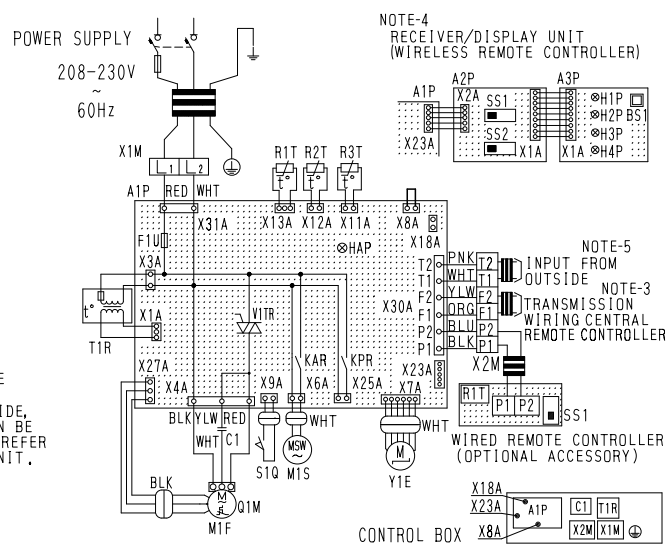 NOTE-4
RECEIVER/DISPLAY UNIT
(WIRELESS REMOTE CONTROLLER)
POWER SUPPLY
208-230V
~
60Hz
A1P
X23A
A2P
X2A
SS1
SS2
X1A
A3P
X1A
H1P
H2P
H3P
H4P
BS1
X1M
L1
L2
A1P
RED
WHT
R1T
R2T
R3T
t°
t°
t°
X31A
X13A
X12A
X11A
X8A
X18A
F1U
HAP
X3A
t°
X1A
T1R
V1TR
X30A
T2
T1
F2
F1
P2
P1
PNK
WHT
YLW
ORG
BLU
BLK
T2
T1
F2
F1
P2
P1
X2M
NOTE-5
INPUT FROM
OUTSIDE
NOTE-3
TRANSMISSION
WIRING CENTRAL
REMOTE CONTROLLER
KAR
KPR
X23A
X27A
X4A
X9A
X6A
X25A
X7A
E
IDE,
N BE
REFER
NIT.
BLK
YLW
RED
WHT
C1
WHT
WHT
MSW
~
S1Q
M1S
M
Y1E
BLK
M
~
Q1M
M1F
R1T
P1
P2
SS1
WIRED REMOTE CONTROLLER
(OPTIONAL ACCESSORY)
X18A
X23A
X8A
A1P
C1
T1R
X2M
X1M
CONTROL BOX